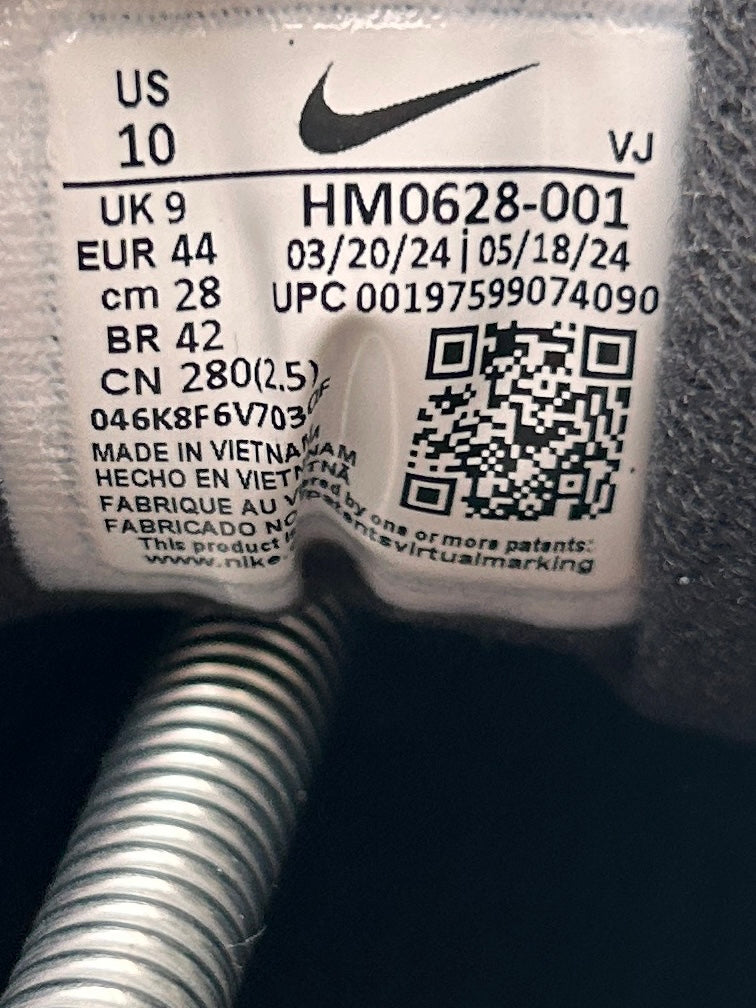 US
10
VJ
UK 9
HM0628-001
EUR 44
03/20/24 | 05/18/24
cm 28
UPC 00197599074090
BR 42
CN 280(2.5)
046K8F6V703
MADE IN VIETNAM
HECHO EN
FABRIQUE AU
FABRICADO NO
This product by one or more patents:
www.nike